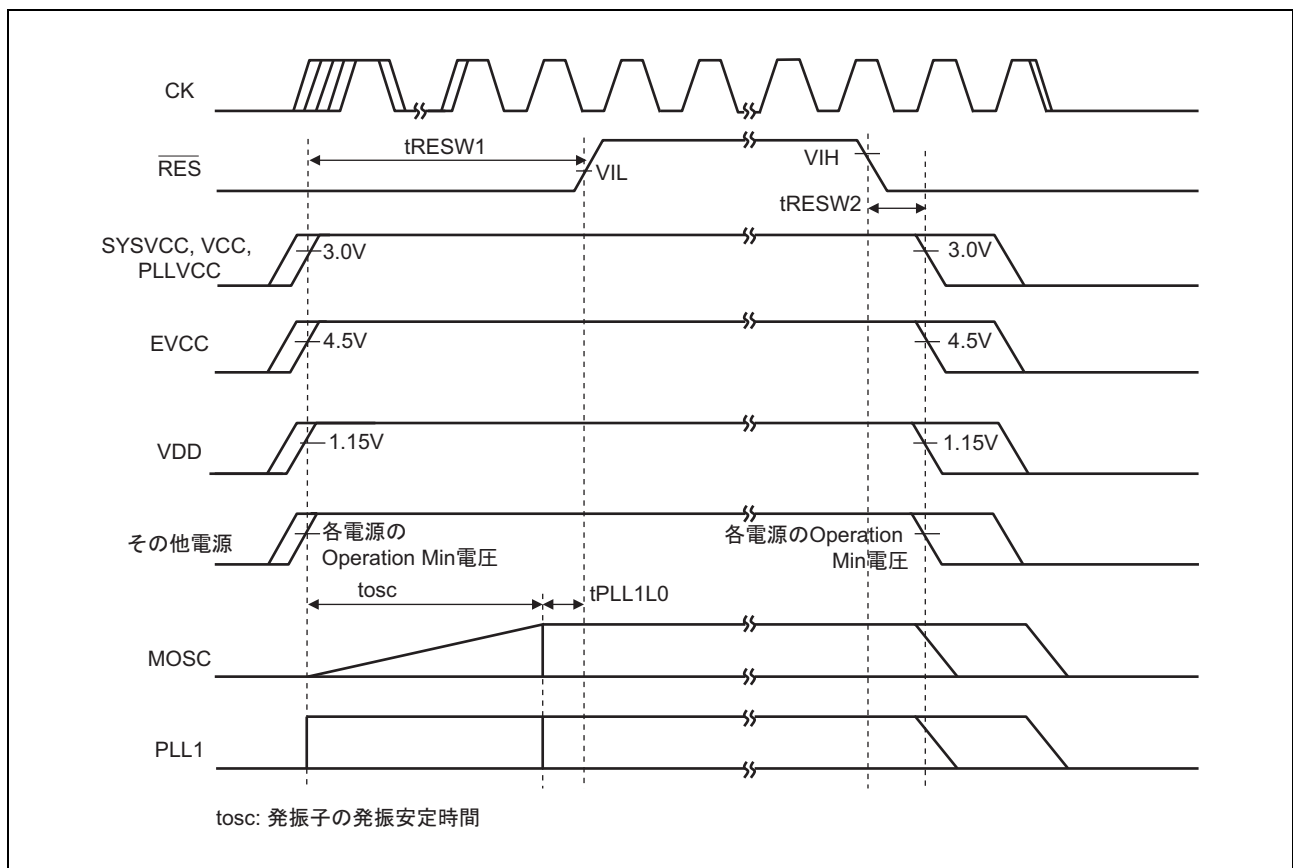 CK
RES
tRESW1
VIL
VIH
tRESW2
SYSVCC, VCC,
PLLVCC
3.0V
3.0V
EVCC
4.5V
4.5V
VDD
1.15V
1.15V
その他電源
各電源の
Operation Min電圧
各電源のOperation
Min電圧
tosc
tPLL1L0
MOSC
PLL1
tosc: 発振子の発振安定時間